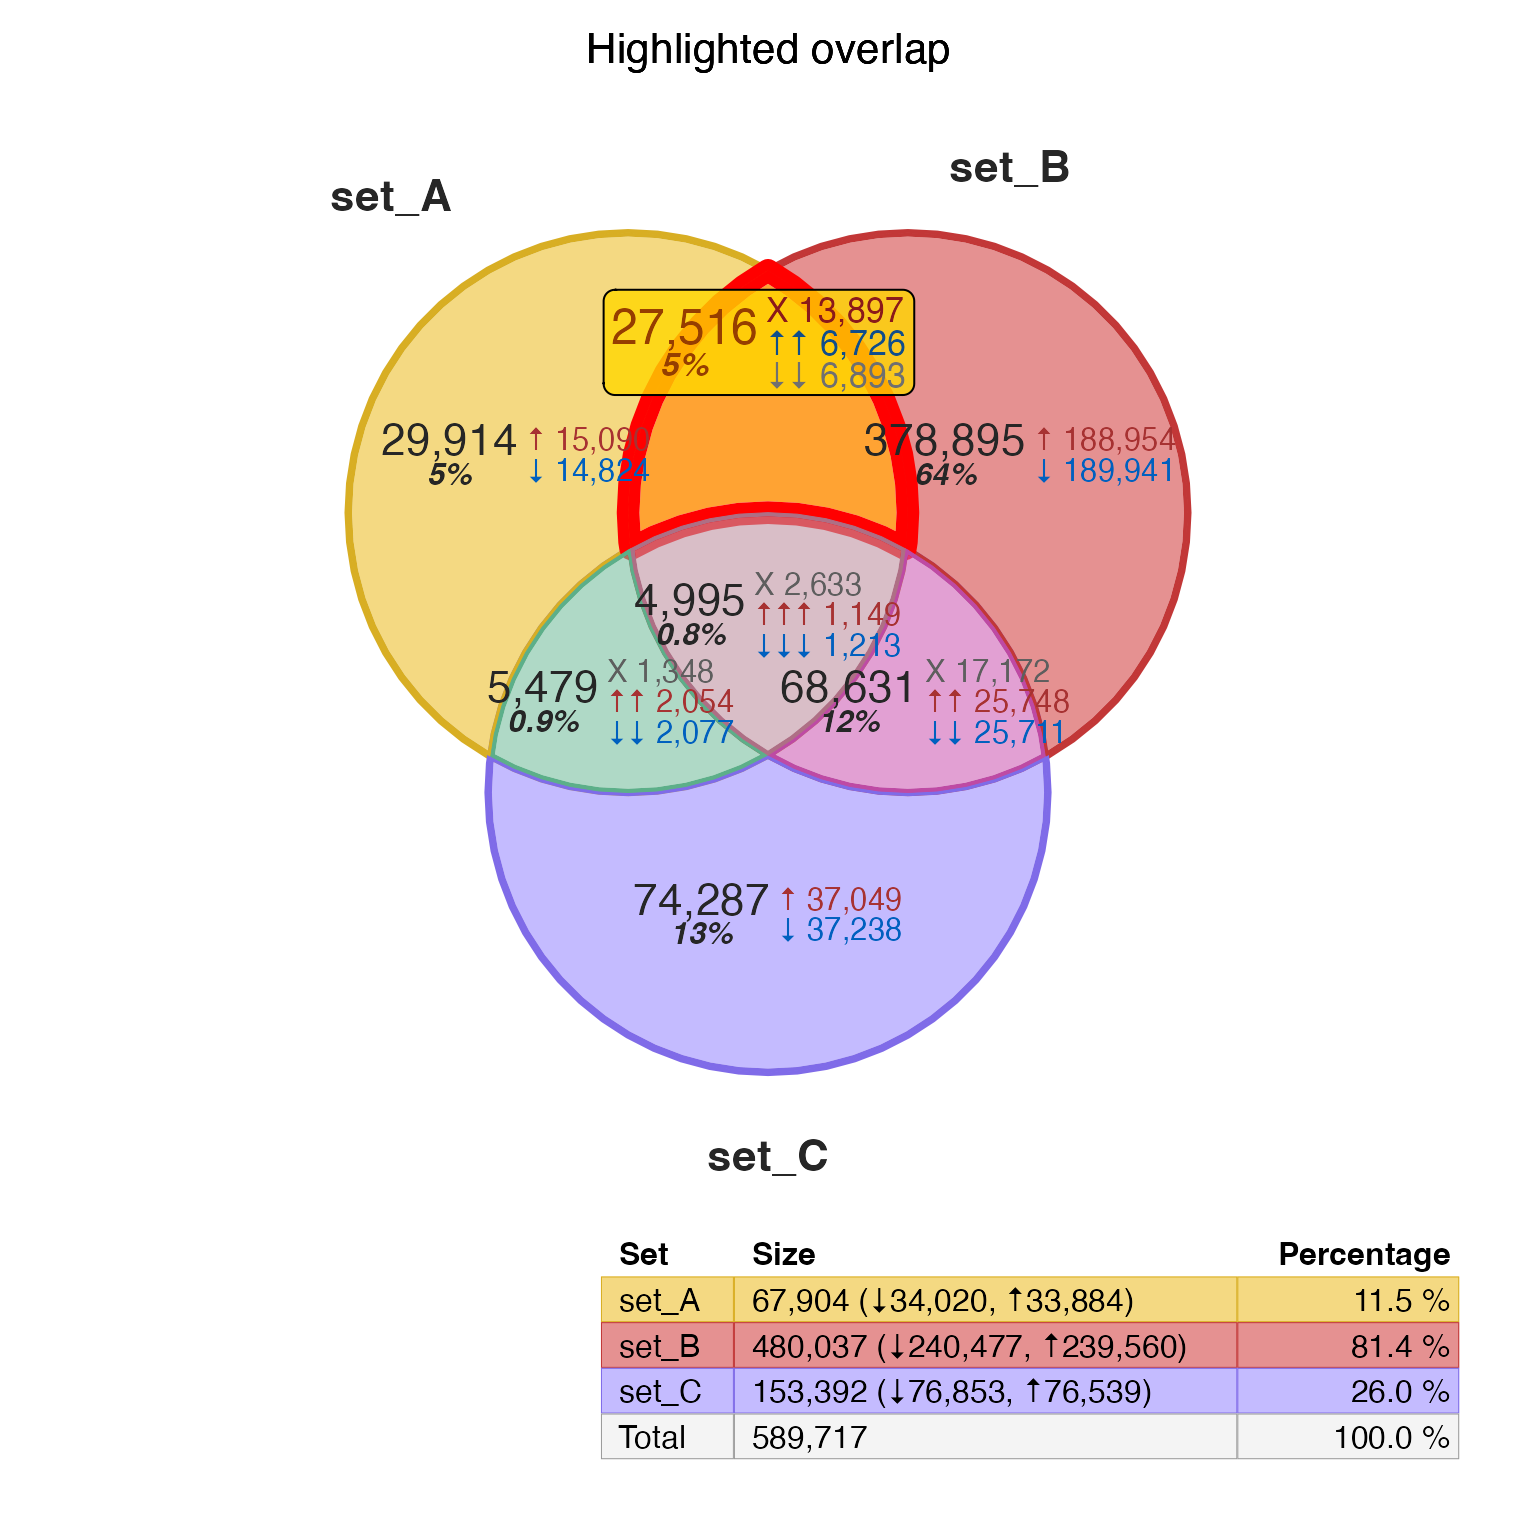 Highlighted overlap
set_A
set_B
27,516
5%
X 13,897
↑↑ 6,726
↓↓ 6,893
29,914
5%
↑ 15,090
↓ 14,824
378,895
64%
↑ 188,954
↓ 189,941
4,995
0.8%
X 2,633
↑↑↑ 1,149
↓↓↓ 1,213
5,479
0.9%
X 1,348
↑↑ 2,054
↓↓ 2,077
68,631
12%
X 17,172
↑↑ 25,748
↓↓ 25,711
74,287
13%
↑ 37,049
↓ 37,238
set_C
Set Size Percentage
set_A 67,904 (↓34,020, ↑33,884) 11.5 %
set_B 480,037 (↓240,477, ↑239,560) 81.4 %
set_C 153,392 (↓76,853, ↑76,539) 26.0 %
Total 589,717 100.0 %